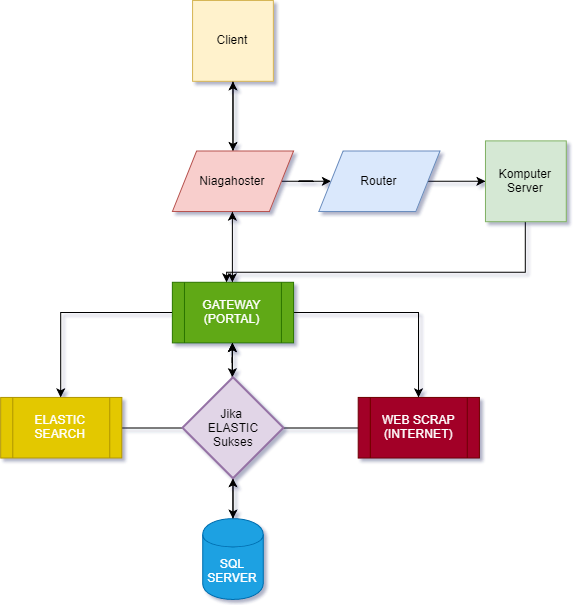 Client
Niagahoster
Router
Komputer
Server
GATEWAY
(PORTAL)
ELASTIC
SEARCH
Jika
ELASTIC
Sukses
WEB SCRAP
(INTERNET)
SQL
SERVER